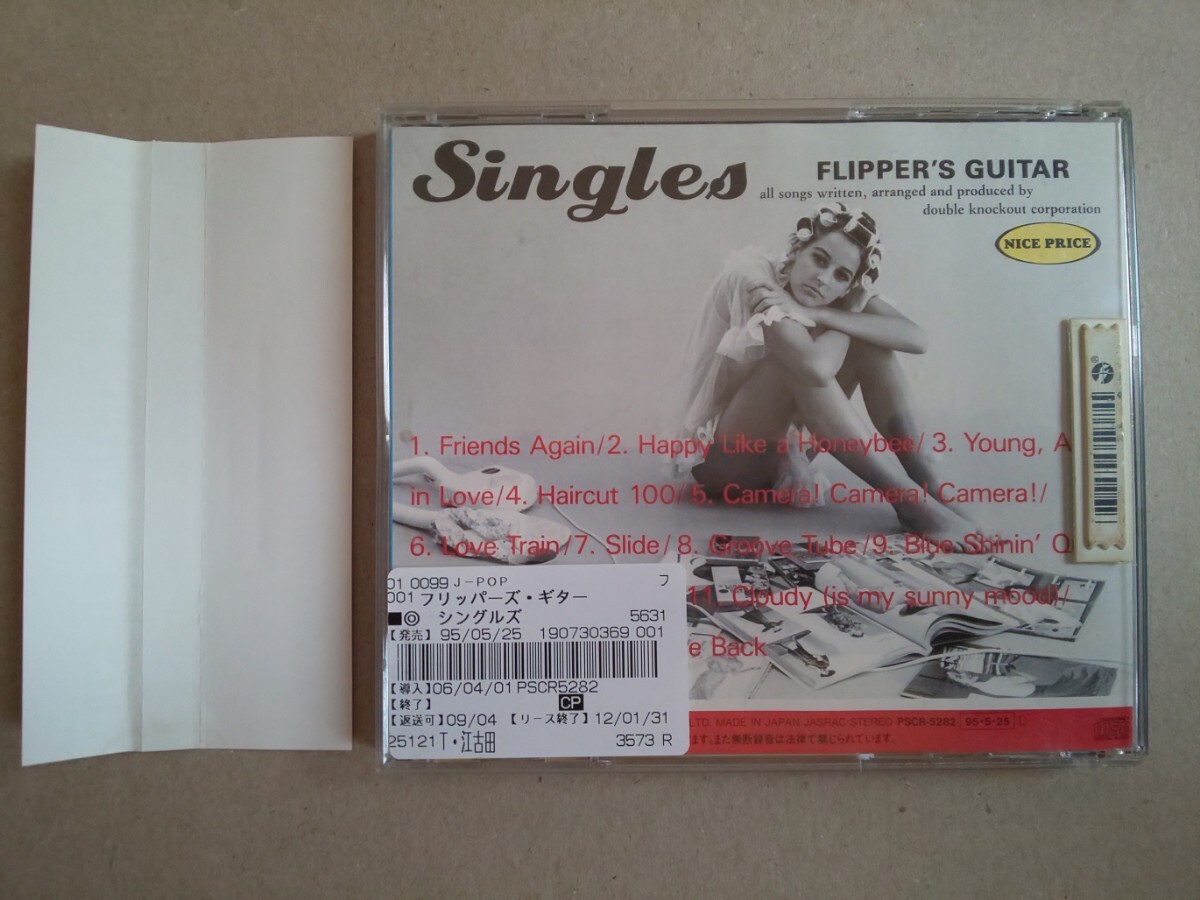 Singles
FLIPPER'S GUITAR
all songs written, arranged and produced by
double knockout corporation
NICE PRICE
1. Friends Again/2. Happy Like a Honeybee/ 3. Young, A
in Love/4. Haircut 100/5. Camera! Camera! Camera!/
6. Love Train/7. Slide/8. Groove Tube/9. Blue Shinin' Q
11. Cloudy (is my sunny mood)/
e Back
01 0099 J-POP フ
001 フリッパーズ・ギター
■◎ シングルズ 5631
【発売】 95/05/25 190730369 001
【導入】06/04/01 PSCR5282
【終了】 CP
【返送可】09/04 【リース終了】12/01/31
25121T・江古田 3573 R
LTD. MADE IN JAPAN JASRAC STEREO PSCR-5282 95・5・25 Ⓛ
ます。また無断録音は法律で禁じられています。